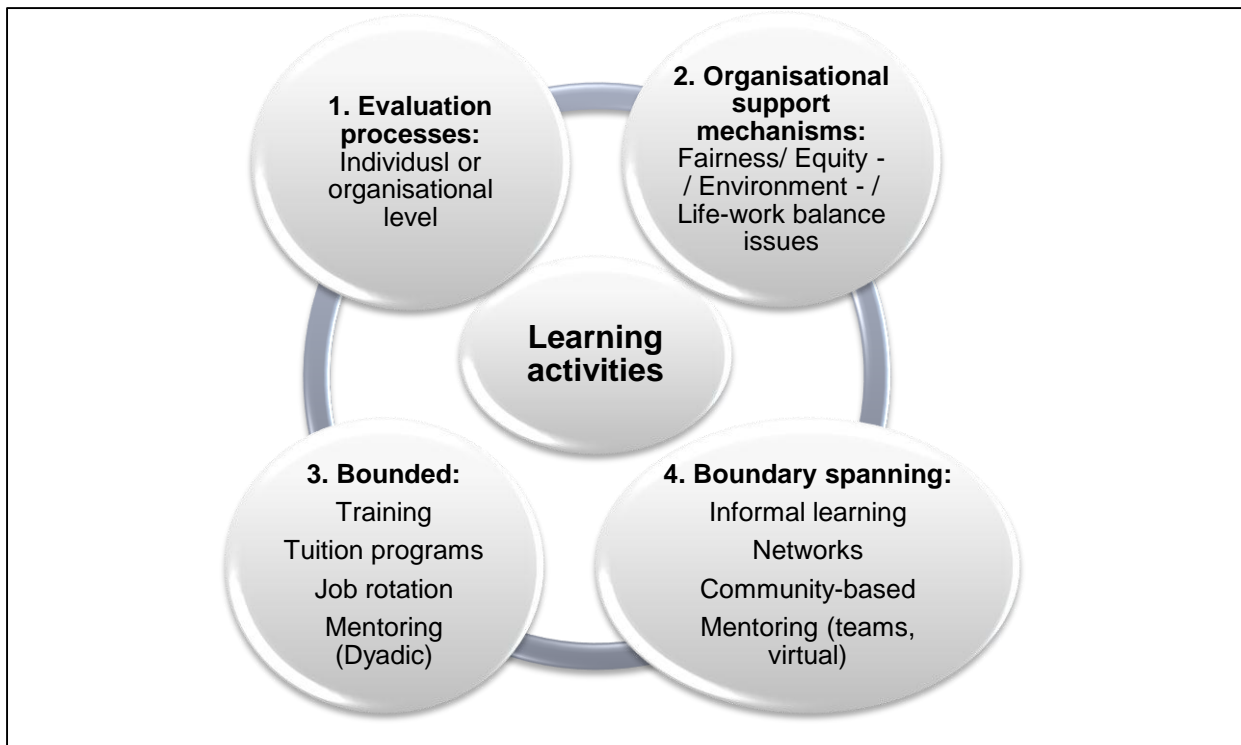 1. Evaluation
processes:
Individusl or
organisational
level
2. Organisational
support
mechanisms:
Fairness/ Equity -
/ Environment - /
Life-work balance
issues
Learning
activities
3. Bounded:
Training
Tuition programs
Job rotation
Mentoring
(Dyadic)
4. Boundary spanning:
Informal learning
Networks
Community-based
Mentoring (teams,
virtual)